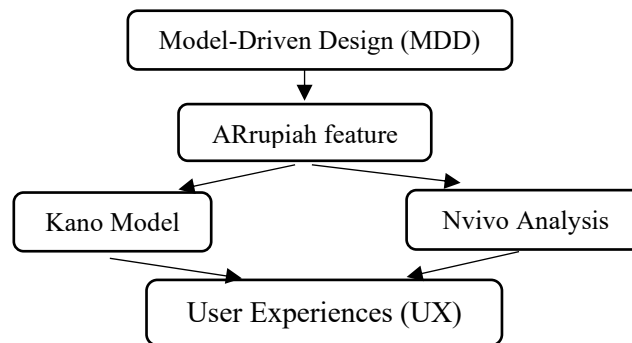 Model-Driven Design (MDD)
ARrupiah feature
Kano Model
Nvivo Analysis
User Experiences (UX)